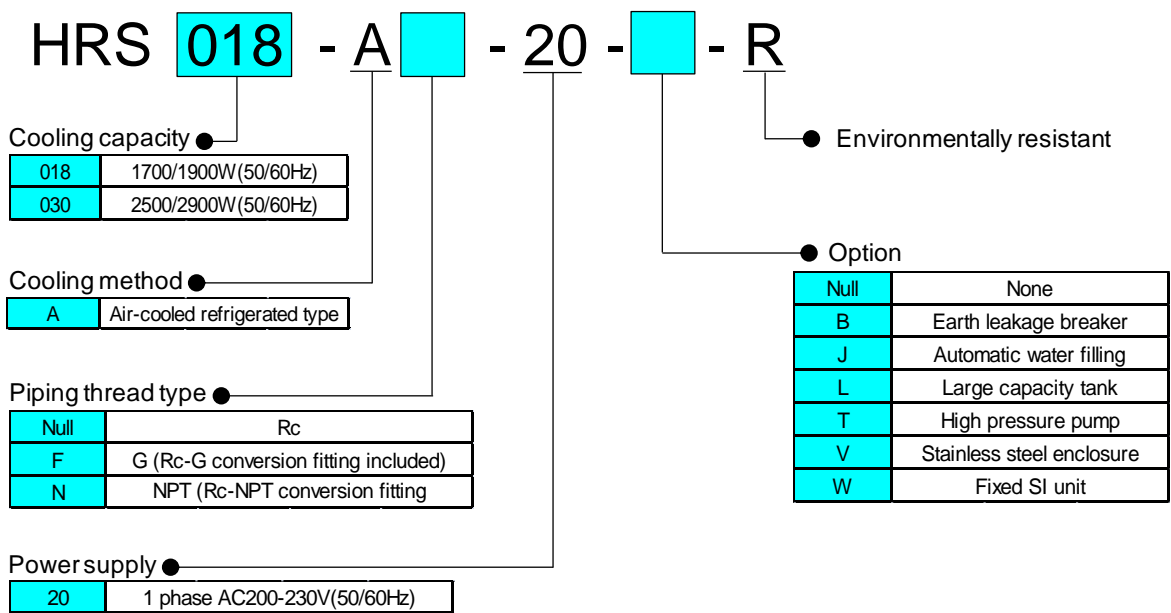 HRS 018 - A - 20 - - R
Cooling capacity
018 1700/1900W(50/60Hz)
030 2500/2900W(50/60Hz)
Cooling method
A Air-cooled refrigerated type
Piping thread type
Null Rc
F G (Rc-G conversion fitting included)
N NPT (Rc-NPT conversion fitting
Power supply
20 1 phase AC200-230V(50/60Hz)
Environmentally resistant
Option
Null None
B Earth leakage breaker
J Automatic water filling
L Large capacity tank
T High pressure pump
V Stainless steel enclosure
W Fixed SI unit